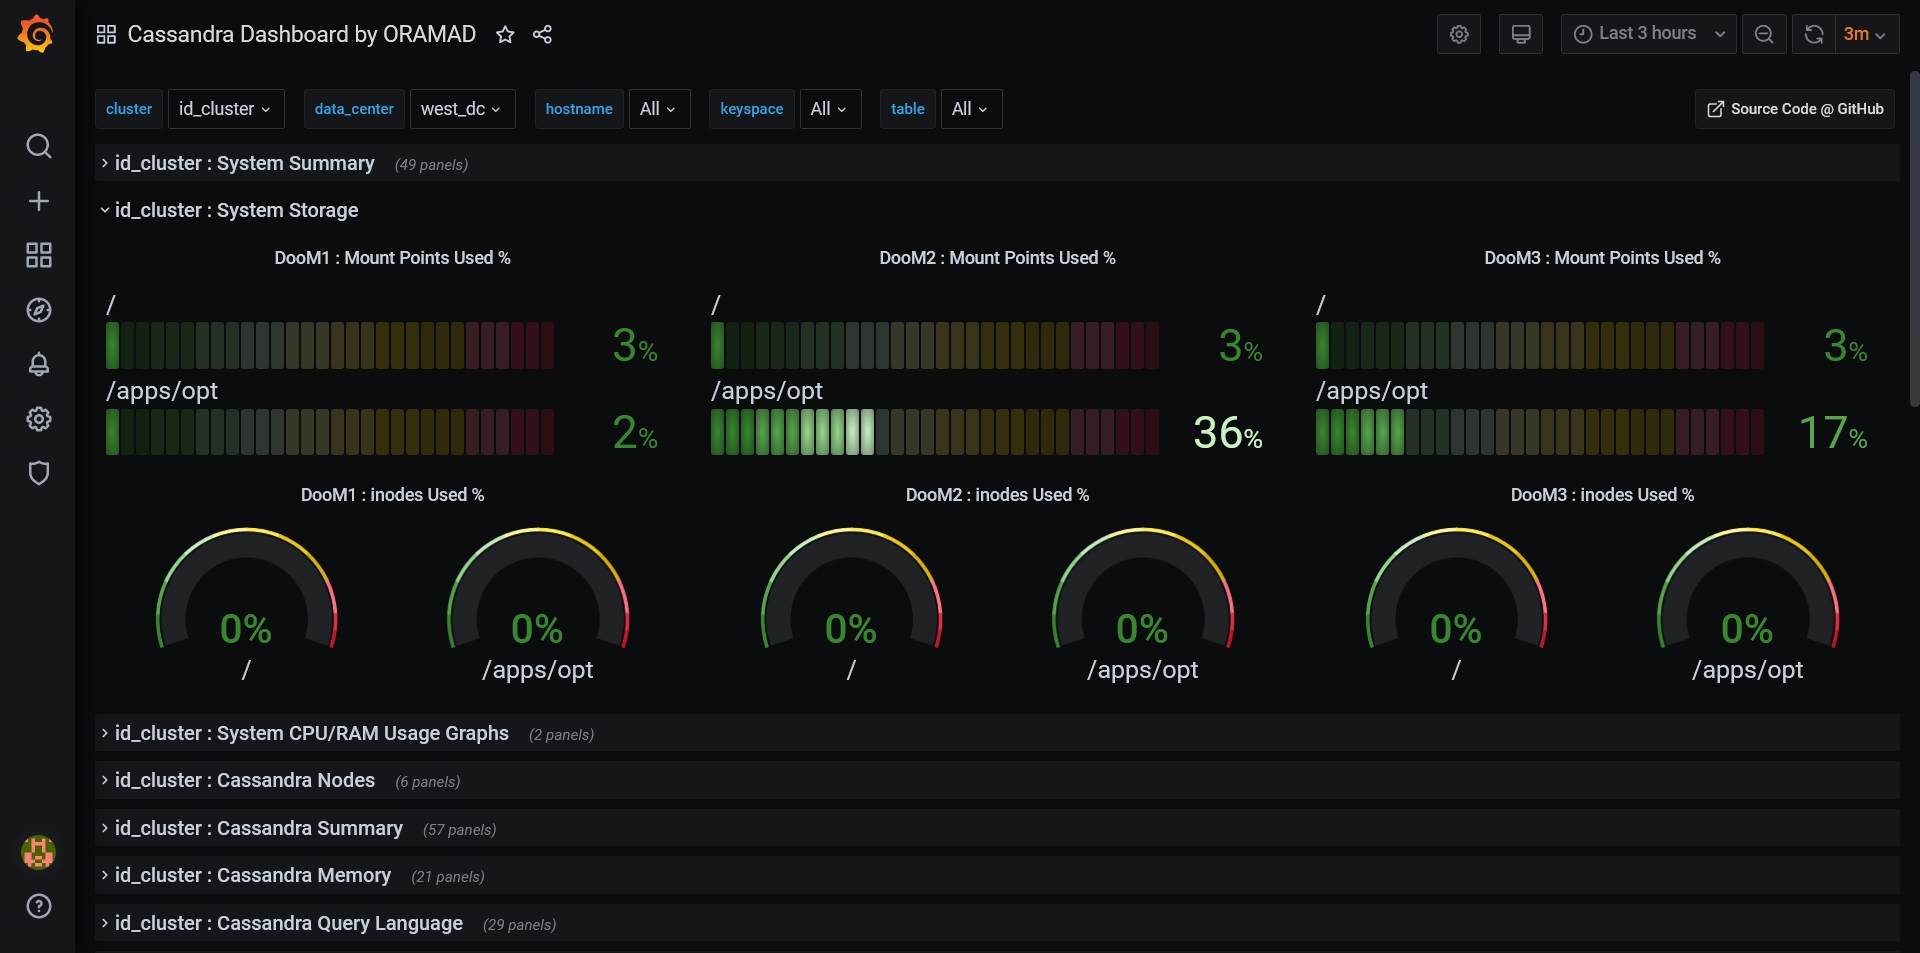 Cassandra Dashboard by ORAMAD Last 3 hours 3m
cluster id_cluster data_center west_dc hostname All keyspace All table All Source Code @ GitHub
id_cluster : System Summary (49 panels)
id_cluster : System Storage
DooM1 : Mount Points Used % DooM2 : Mount Points Used % DooM3 : Mount Points Used %
/ / /
3% 3% 3%
/apps/opt /apps/opt /apps/opt
2% 36% 17%
DooM1 : inodes Used % DooM2 : inodes Used % DooM3 : inodes Used %
0% 0% 0% 0% 0% 0%
/ /apps/opt / /apps/opt / /apps/opt
id_cluster : System CPU/RAM Usage Graphs (2 panels)
id_cluster : Cassandra Nodes (6 panels)
id_cluster : Cassandra Summary (57 panels)
id_cluster : Cassandra Memory (21 panels)
id_cluster : Cassandra Query Language (29 panels)